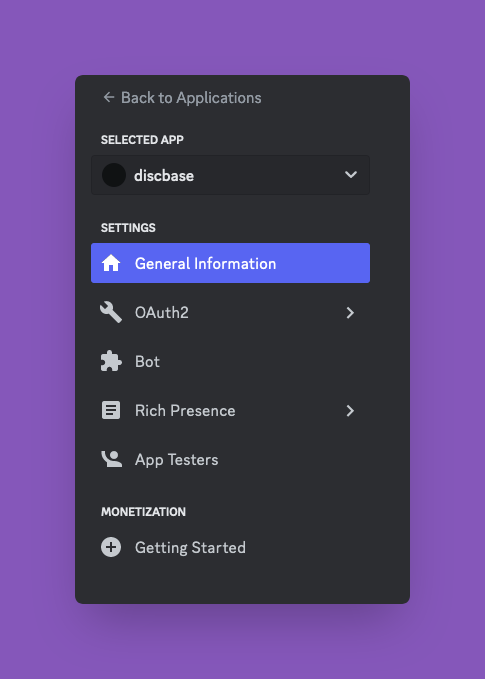 ← Back to Applications
SELECTED APP
discbase
SETTINGS
General Information
OAuth2
Bot
Rich Presence
App Testers
MONETIZATION
Getting Started